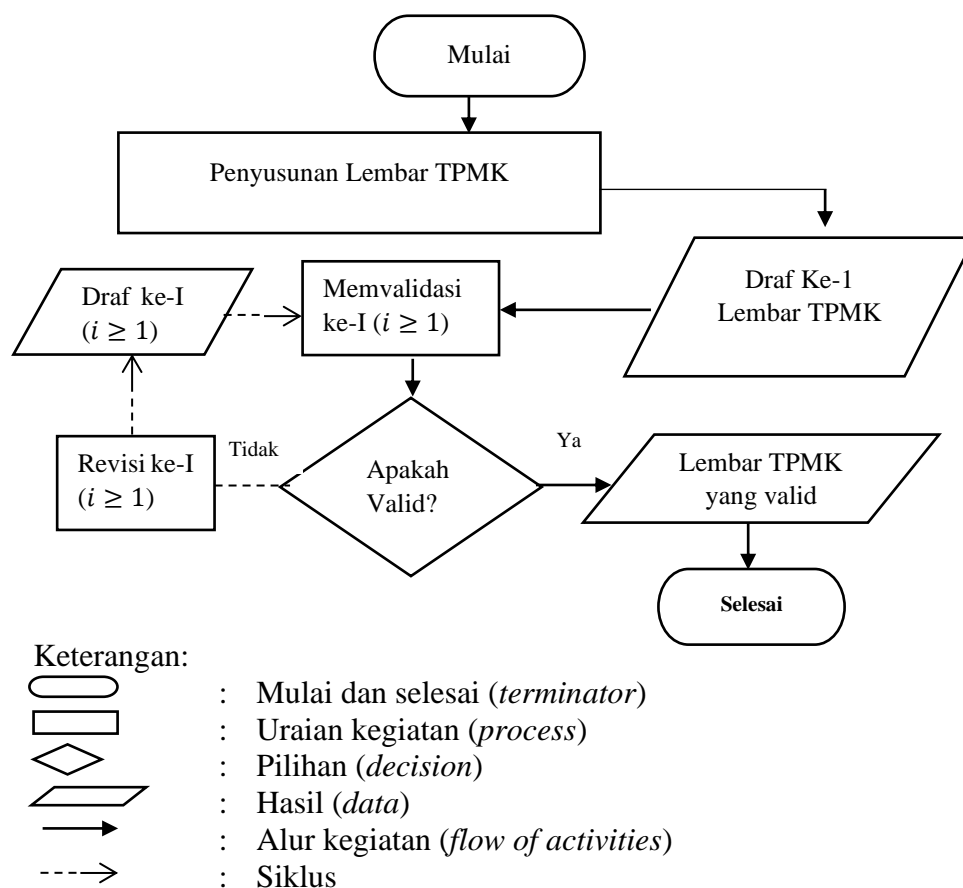 Mulai
Penyusunan Lembar TPMK
Draf Ke-1
Lembar TPMK
Memvalidasi
ke-I (𝑖 ≥ 1)
Draf ke-I
(𝑖 ≥ 1)
Revisi ke-I
(𝑖 ≥ 1)
Tidak
Apakah
Valid?
Ya
Lembar TPMK
yang valid
Selesai
Keterangan:
: Mulai dan selesai (terminator)
: Uraian kegiatan (process)
: Pilihan (decision)
: Hasil (data)
: Alur kegiatan (flow of activities)
: Siklus